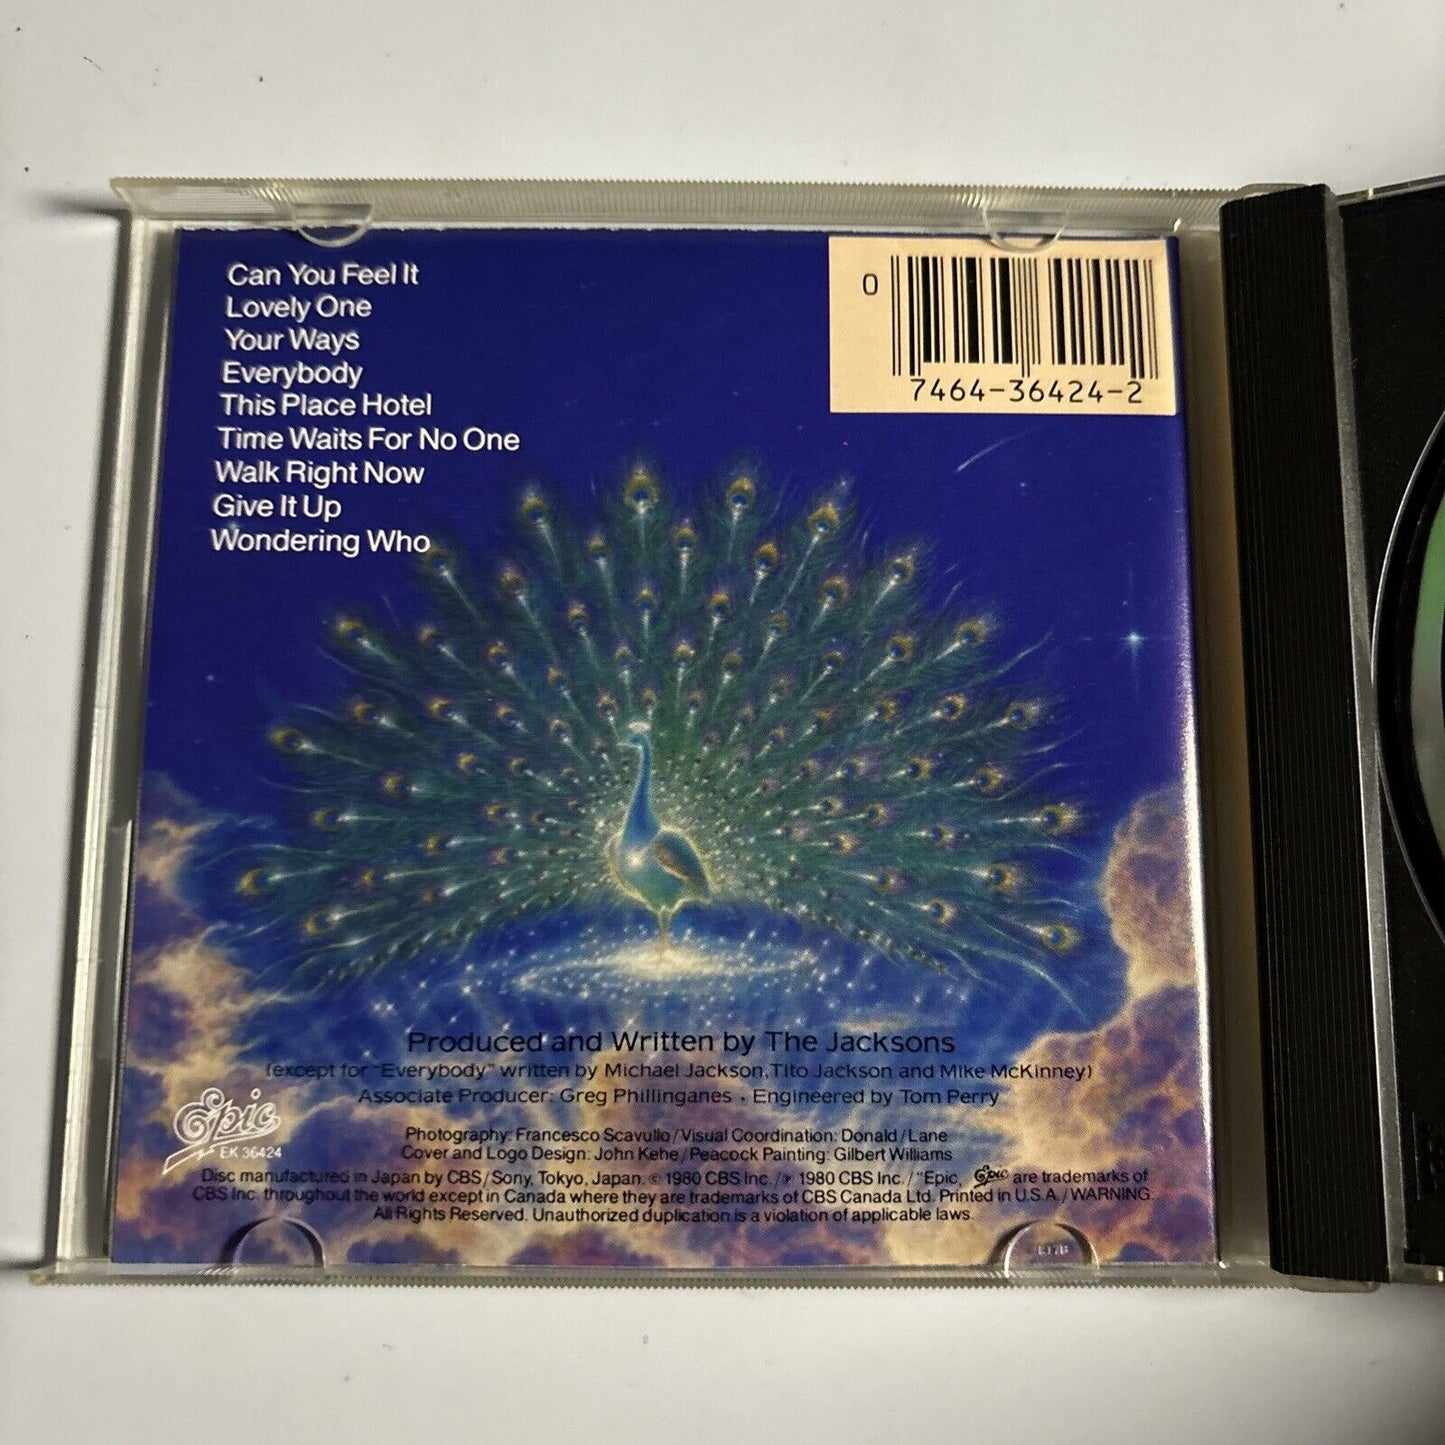 Can You Feel It
Lovely One
Your Ways
Everybody
This Place Hotel
Time Waits For No One
Walk Right Now
Give It Up
Wondering Who
0
7464-36424-2
Produced and Written by The Jacksons
(except for "Everybody" written by Michael Jackson, Tito Jackson and Mike McKinney)
Associate Producer: Greg Phillinganes • Engineered by Tom Perry
Epic
EK 36424
Photography: Francesco Scavullo/Visual Coordination: Donald/Lane
Cover and Logo Design: John Kehe/Peacock Painting: Gilbert Williams
Disc manufactured in Japan by CBS/Sony, Tokyo, Japan. © 1980 CBS Inc./℗ 1980 CBS Inc./"Epic, Epic are trademarks of
CBS Inc. throughout the world except in Canada where they are trademarks of CBS Canada Ltd. Printed in U.S.A./WARNING:
All Rights Reserved. Unauthorized duplication is a violation of applicable laws.